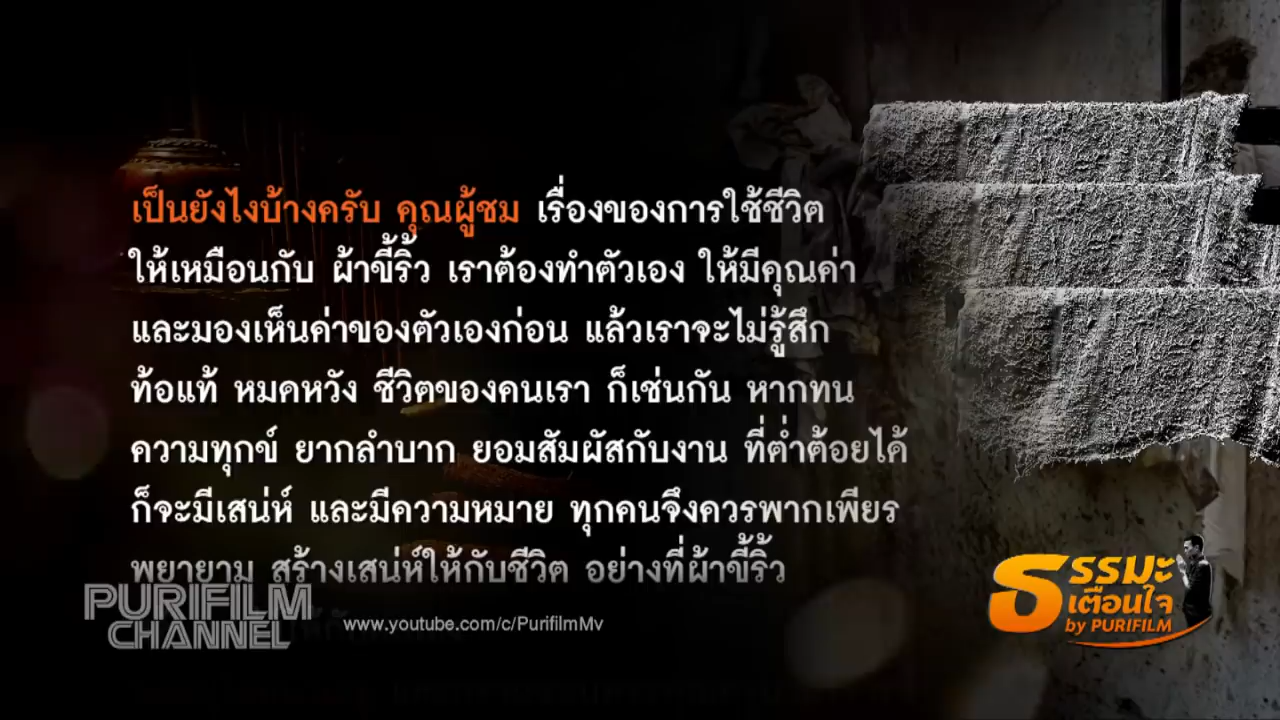 เป็นยังไงบ้างครับ คุณผู้ชม เรื่องของการใช้ชีวิต
ให้เหมือนกับ ผ้าขี้ริ้ว เราต้องทำตัวเอง ให้มีคุณค่า
และมองเห็นค่าของตัวเองก่อน แล้วเราจะไม่รู้สึก
ท้อแท้ หมดหวัง ชีวิตของคนเรา ก็เช่นกัน หากทน
ความทุกข์ ยากลำบาก ยอมสัมผัสกับงาน ที่ต่ำต้อยได้
ก็จะมีเสน่ห์ และมีความหมาย ทุกคนจึงควรพากเพียร
พยายาม สร้างเสน่ห์ให้กับชีวิต อย่างที่ผ้าขี้ริ้ว
PURIFILM
CHANNEL
www.youtube.com/c/PurifilmMv
ธรรมะ
เตือนใจ
by PURIFILM